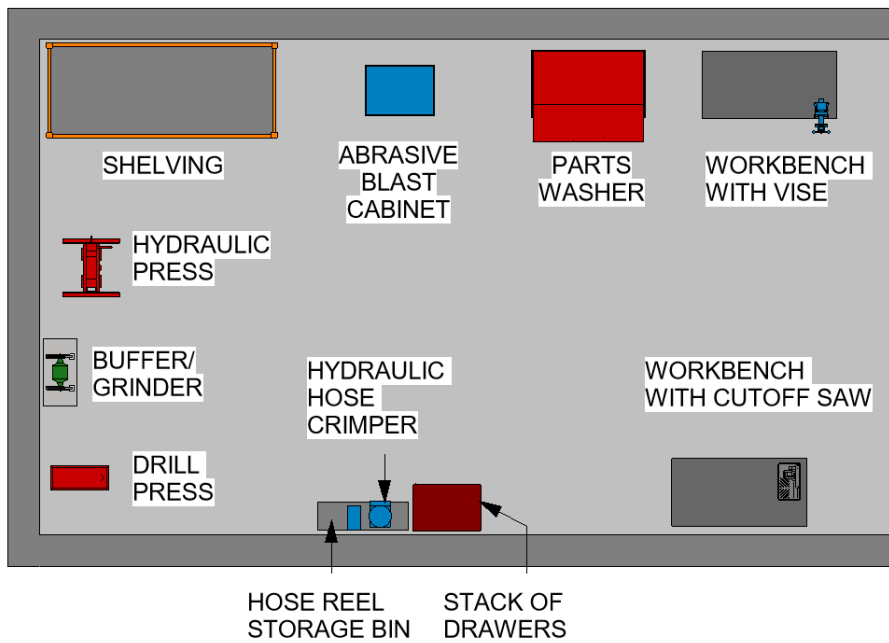 SHELVING
ABRASIVE
BLAST
CABINET
PARTS
WASHER
WORKBENCH
WITH VISE
HYDRAULIC
PRESS
BUFFER/
GRINDER
HYDRAULIC
HOSE
CRIMPER
WORKBENCH
WITH CUTOFF SAW
DRILL
PRESS
HOSE REEL
STORAGE BIN
STACK OF
DRAWERS